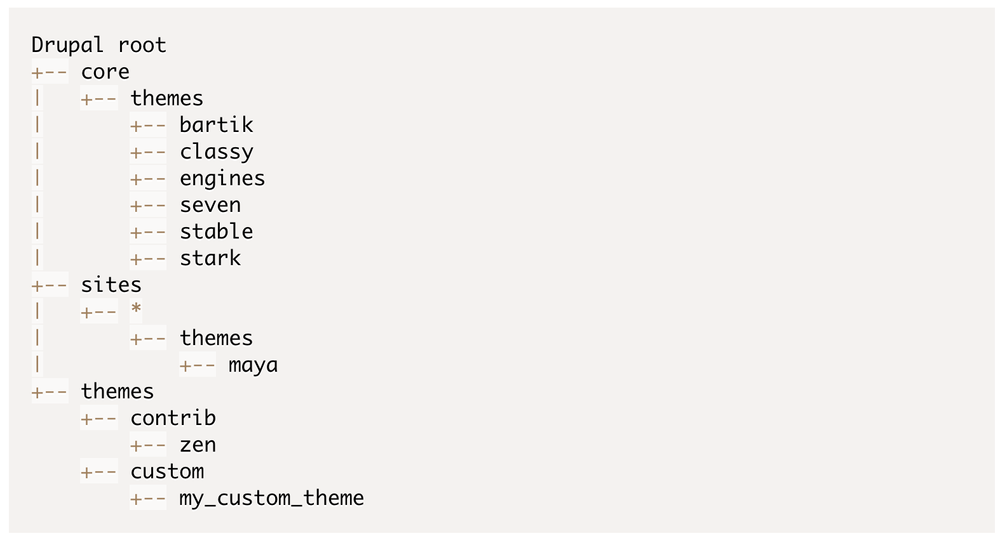 Drupal root
+-- core
|   +-- themes
|       +-- bartik
|       +-- classy
|       +-- engines
|       +-- seven
|       +-- stable
|       +-- stark
+-- sites
|   +-- *
|       +-- themes
|           +-- maya
+-- themes
    +-- contrib
        +-- zen
    +-- custom
        +-- my_custom_theme